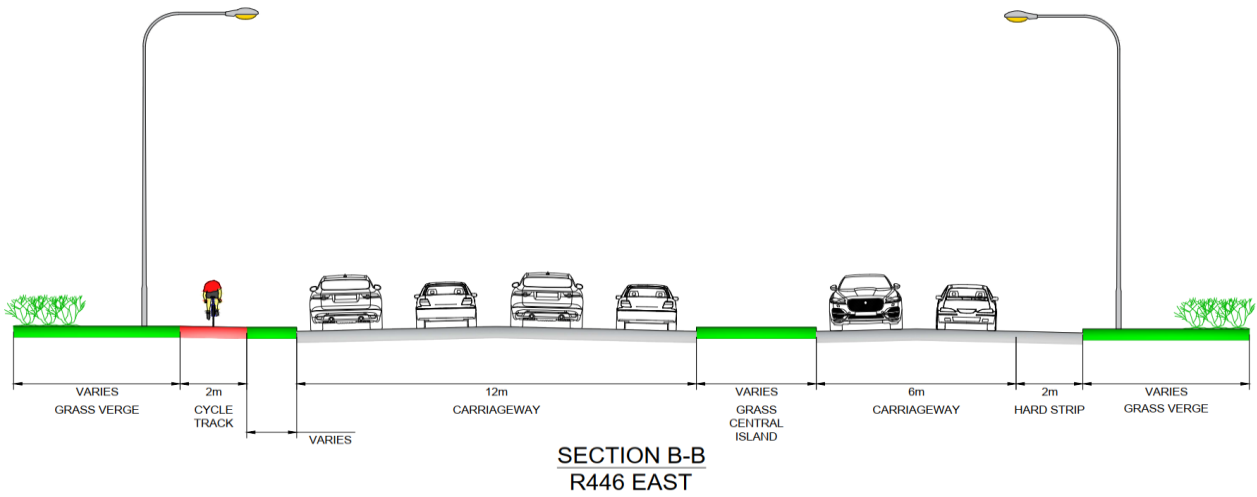 VARIES
GRASS VERGE
2m
CYCLE
TRACK
VARIES
12m
CARRIAGEWAY
VARIES
GRASS
CENTRAL
ISLAND
6m
CARRIAGEWAY
2m
HARD STRIP
VARIES
GRASS VERGE
SECTION B-B
R446 EAST